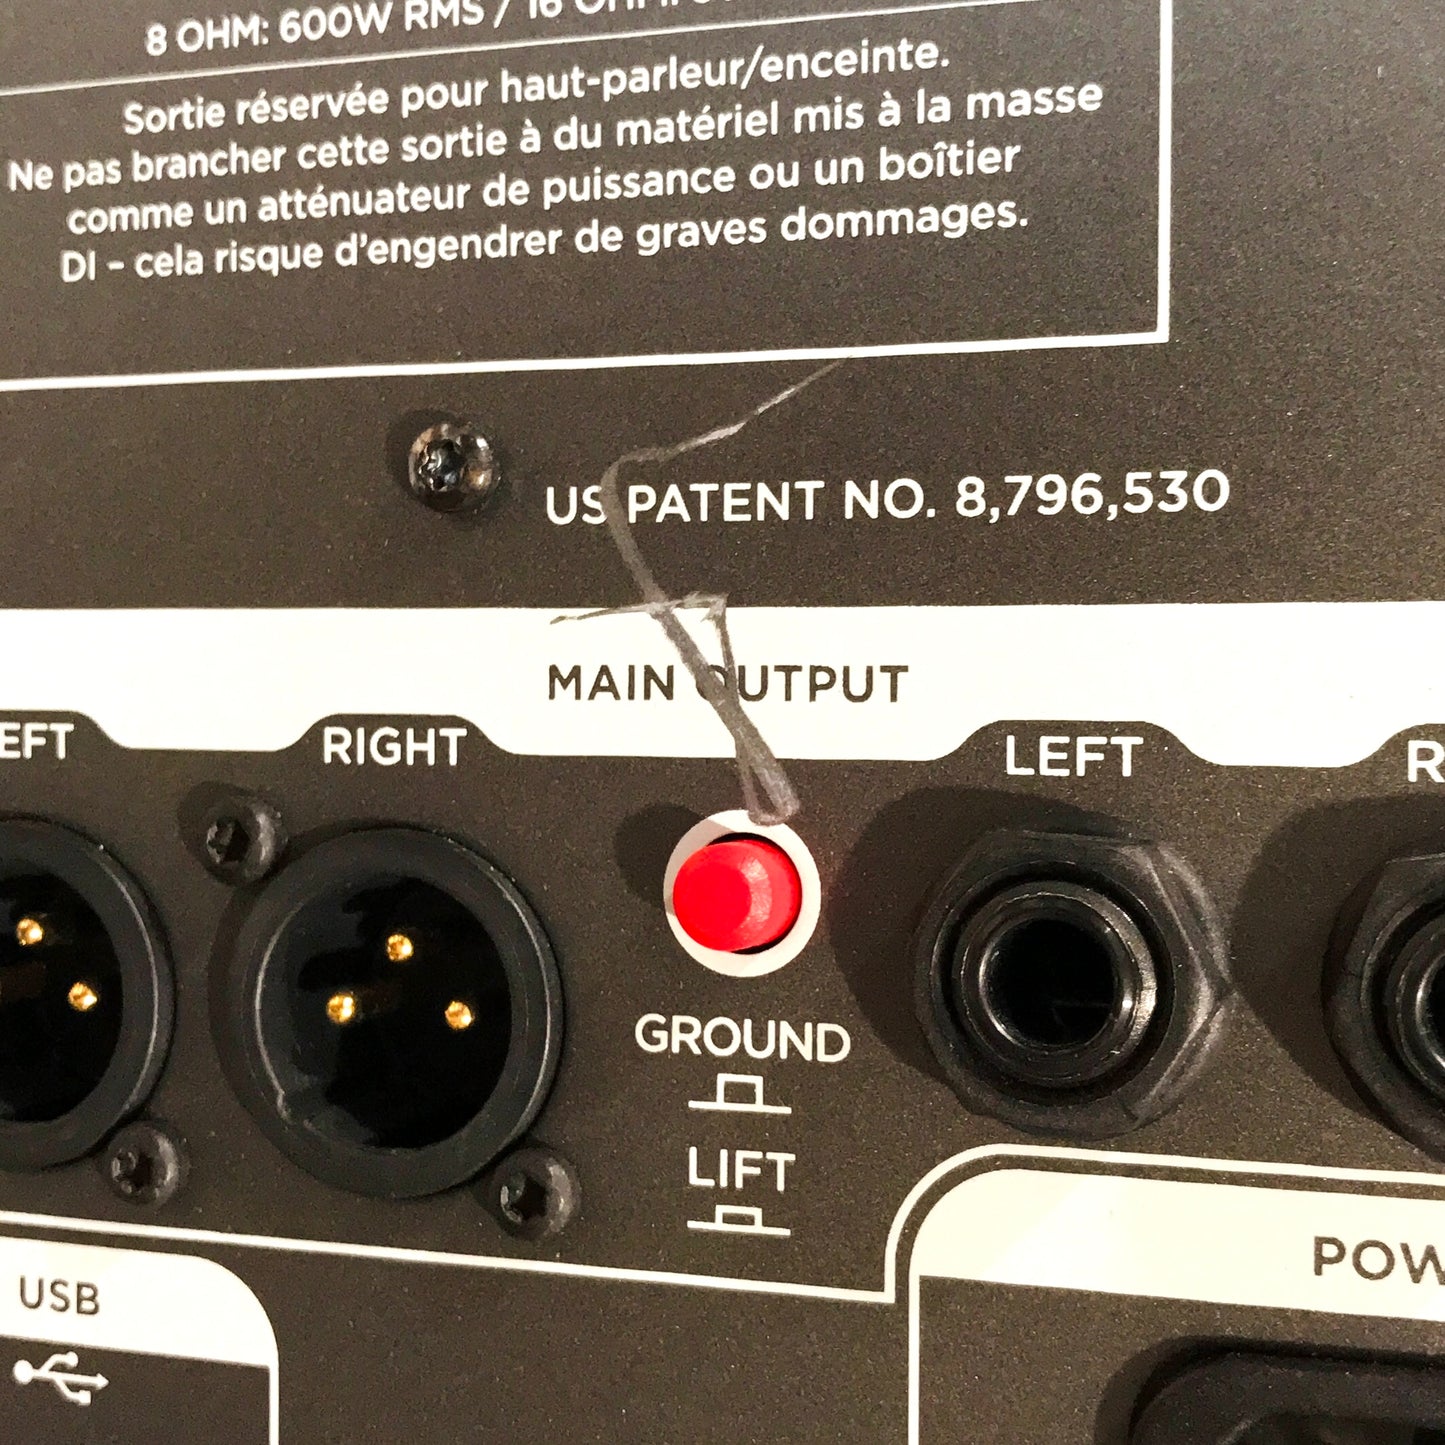 8 OHM: 600W RMS / 16
Sortie réservée pour haut-parleur/enceinte.
Ne pas brancher cette sortie à du matériel mis à la masse
comme un atténuateur de puissance ou un boîtier
DI - cela risque d'engendrer de graves dommages.
US PATENT NO. 8,796,530
MAIN OUTPUT
EFT RIGHT LEFT R
GROUND
LIFT
POW
USB